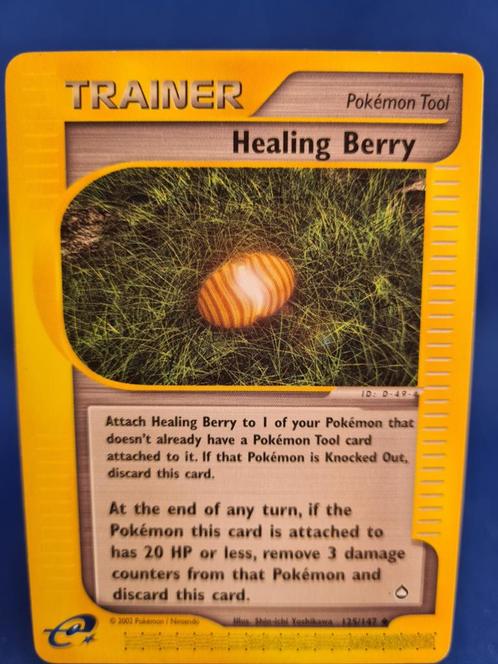 TRAINER
Pokémon Tool
Healing Berry
ID: D-49-
Attach Healing Berry to 1 of your Pokémon that
doesn't already have a Pokémon Tool card
attached to it. If that Pokémon is Knocked Out,
discard this card.
At the end of any turn, if the
Pokémon this card is attached to
has 20 HP or less, remove 3 damage
counters from that Pokémon and
discard this card.
© 2002 Pokémon / Nintendo Illus. Shin-ichi Yoshikawa 125/147 ◆
e